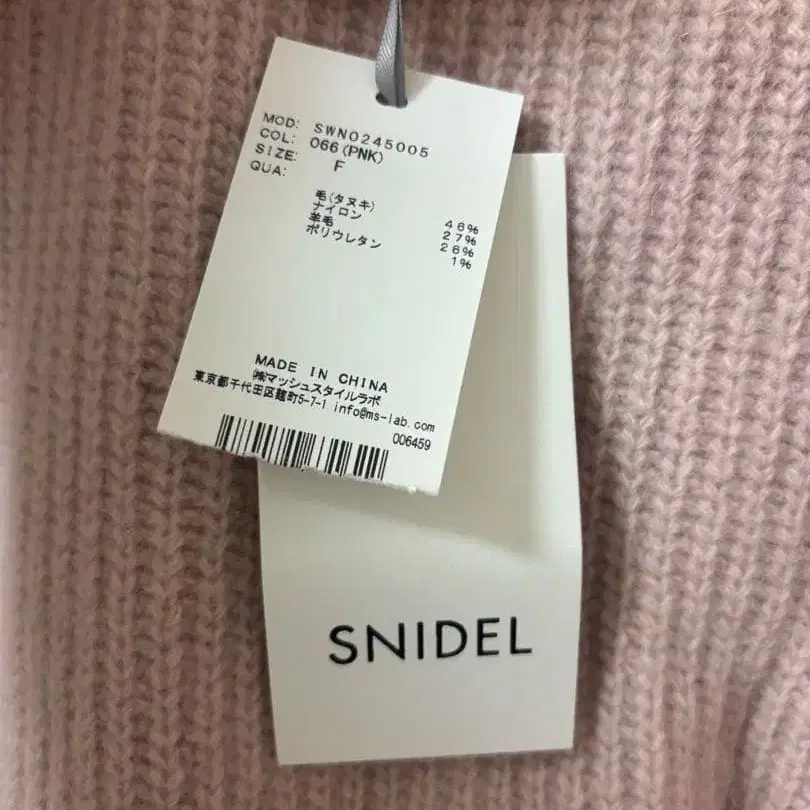 MOD: SWN0245005
COL: 066(PNK)
SIZE: F
QUA:
毛(タヌキ) 46%
ナイロン 27%
羊毛 26%
ポリウレタン 1%
MADE IN CHINA
㈱マッシュスタイルラボ
東京都千代田区麹町5-7-1 info@ms-lab.com
006459
SNIDEL